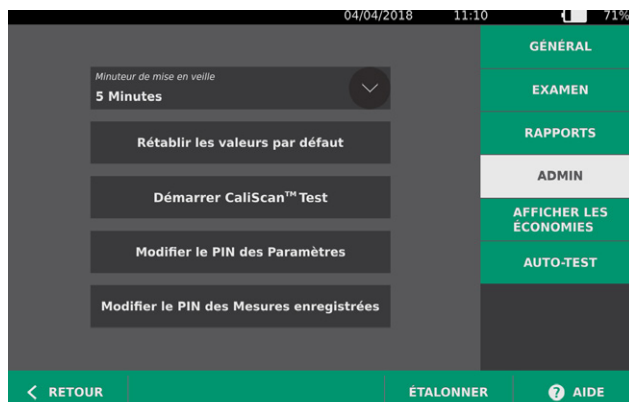 04/04/2018 11:10 71%
GÉNÉRAL
Minuteur de mise en veille
5 Minutes
EXAMEN
Rétablir les valeurs par défaut
RAPPORTS
Démarrer CaliScan™ Test
ADMIN
AFFICHER LES
ÉCONOMIES
Modifier le PIN des Paramètres
AUTO-TEST
Modifier le PIN des Mesures enregistrées
RETOUR
ÉTALONNER
? AIDE